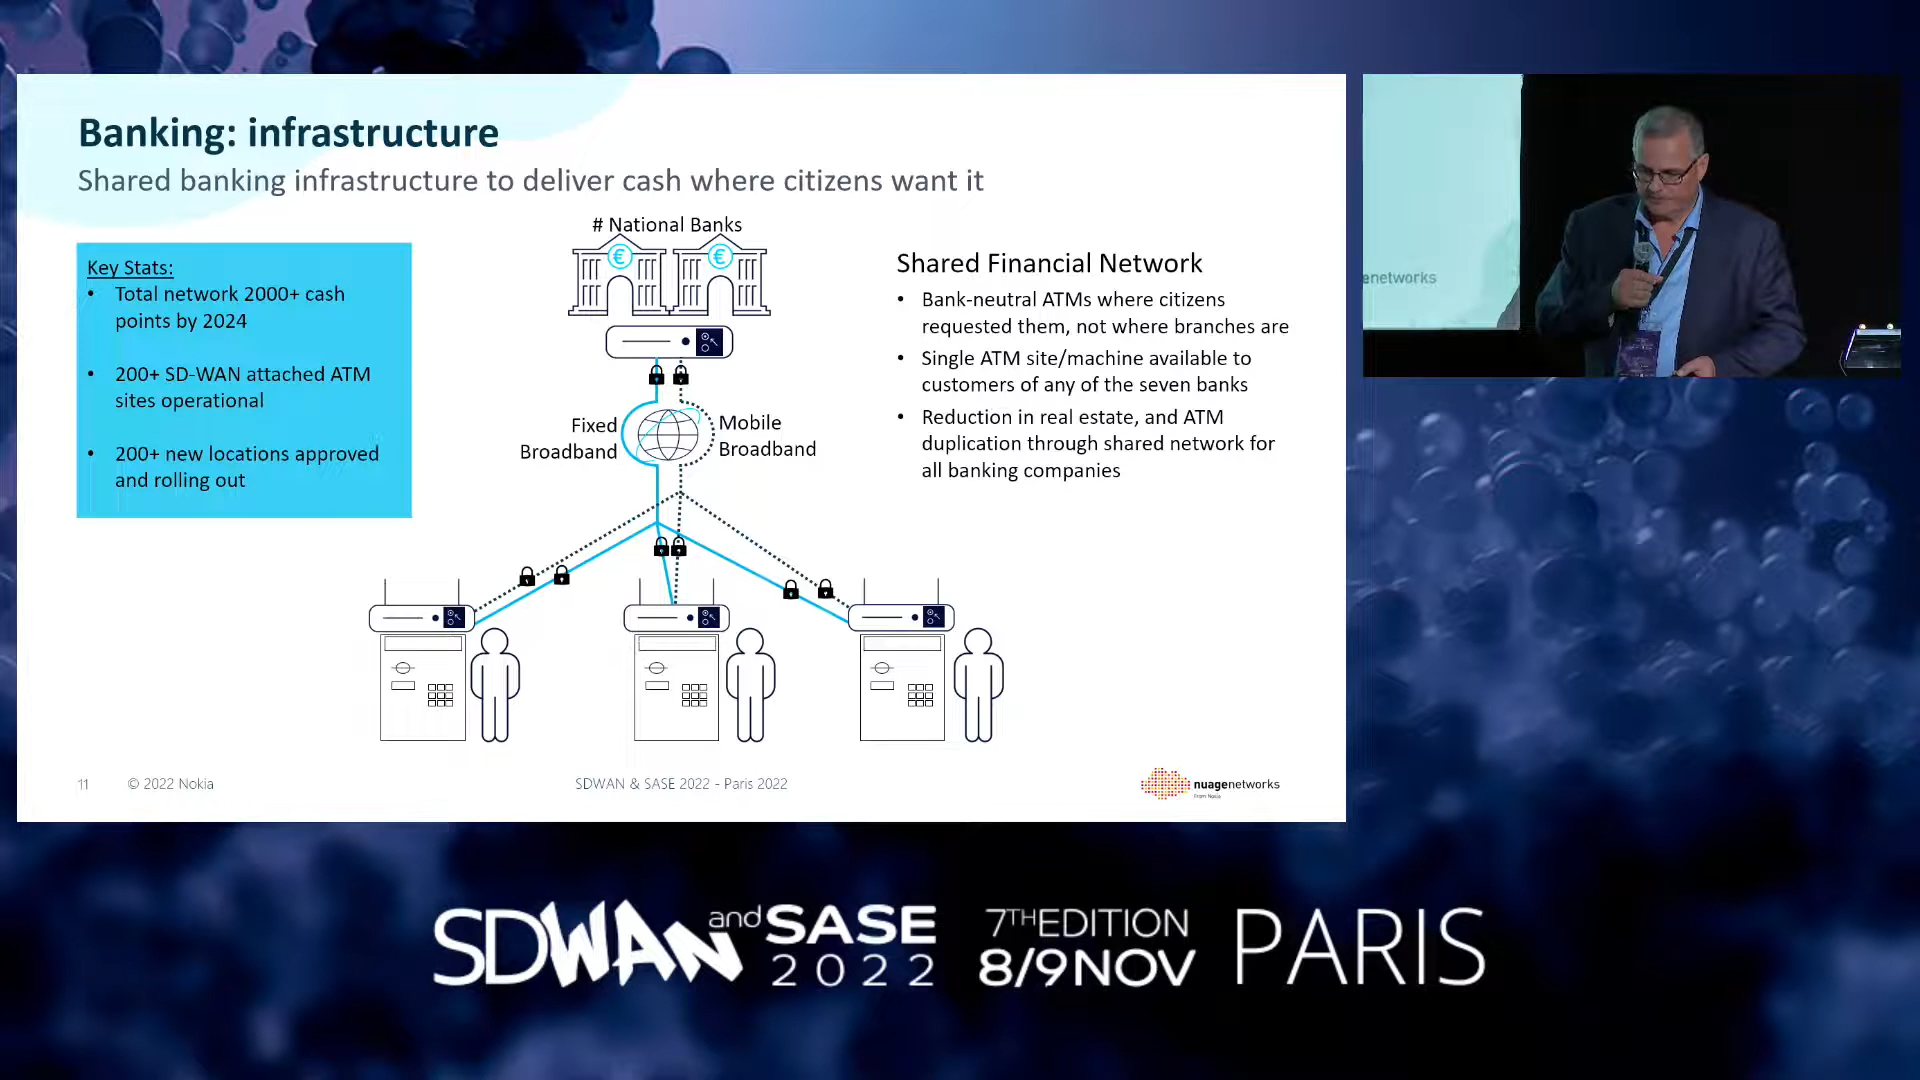 Banking: infrastructure
Shared banking infrastructure to deliver cash where citizens want it
Key Stats:
• Total network 2000+ cash
points by 2024
• 200+ SD-WAN attached ATM
sites operational
• 200+ new locations approved
and rolling out
# National Banks
€ €
Fixed
Broadband
Mobile
Broadband
Shared Financial Network
• Bank-neutral ATMs where citizens
requested them, not where branches are
• Single ATM site/machine available to
customers of any of the seven banks
• Reduction in real estate, and ATM
duplication through shared network for
all banking companies
11 © 2022 Nokia
SDWAN & SASE 2022 - Paris 2022
nuagenetworks
From Nokia
enetworks
SDWAN and SASE
2022
7TH EDITION
8/9NOV
PARIS